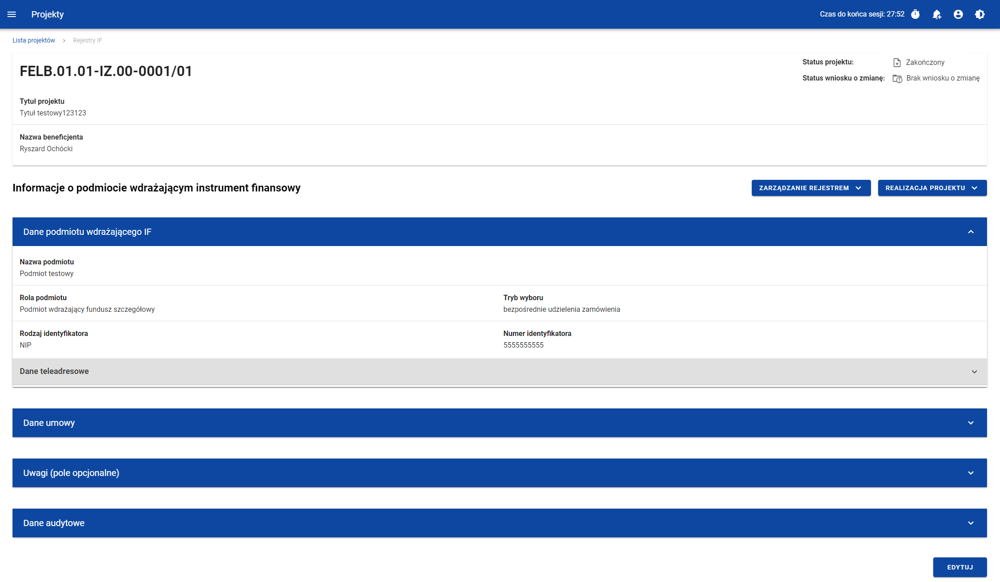 Projekty
Czas do końca sesji: 27:52
Lista projektów
Rejestry IF
FELB.01.01-IZ.00-0001/01
Status projektu: Zakończony
Status wniosku o zmianę: Brak wniosku o zmianę
Tytuł projektu
Tytuł testowy123123
Nazwa beneficjenta
Ryszard Ochócki
Informacje o podmiocie wdrażającym instrument finansowy
ZARZĄDZANIE REJESTREM
REALIZACJA PROJEKTU
Dane podmiotu wdrażającego IF
Nazwa podmiotu
Podmiot testowy
Rola podmiotu
Podmiot wdrażający fundusz szczegółowy
Tryb wyboru
bezpośrednie udzielenia zamówienia
Rodzaj identyfikatora
NIP
Numer identyfikatora
5555555555
Dane teleadresowe
Dane umowy
Uwagi (pole opcjonalne)
Dane audytowe
EDYTUJ